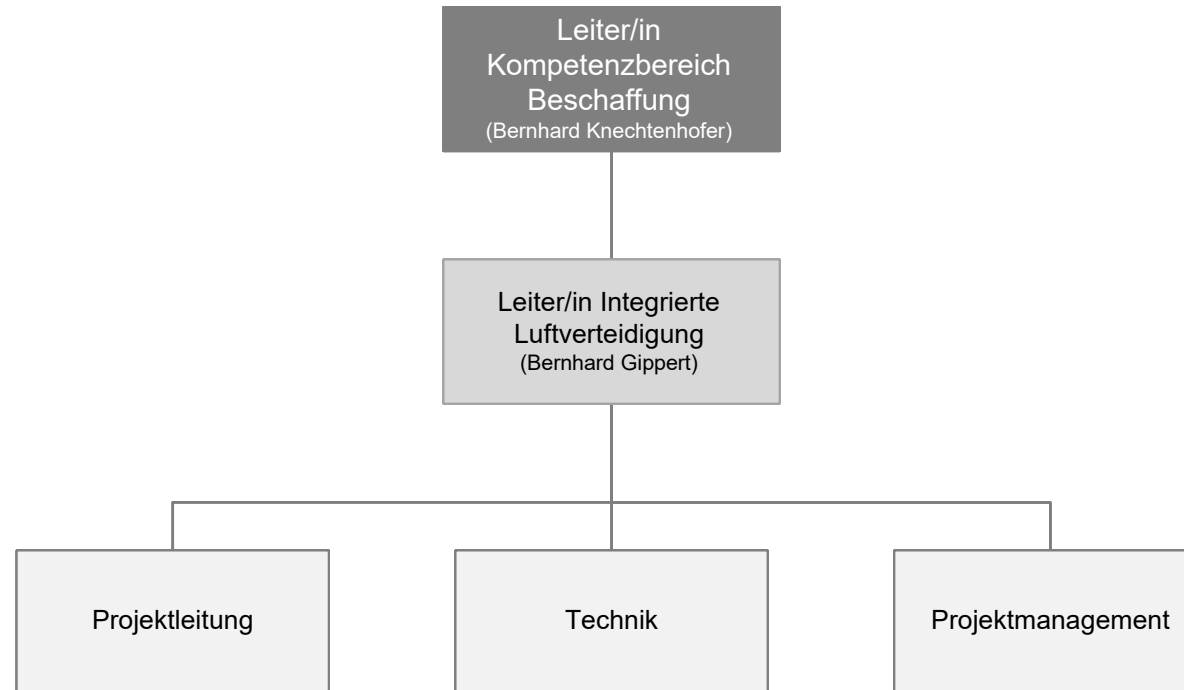 Leiter/in
Kompetenzbereich
Beschaffung
(Bernhard Knechtenhofer)
Leiter/in Integrierte
Luftverteidigung
(Bernhard Gippert)
Projektleitung
Technik
Projektmanagement